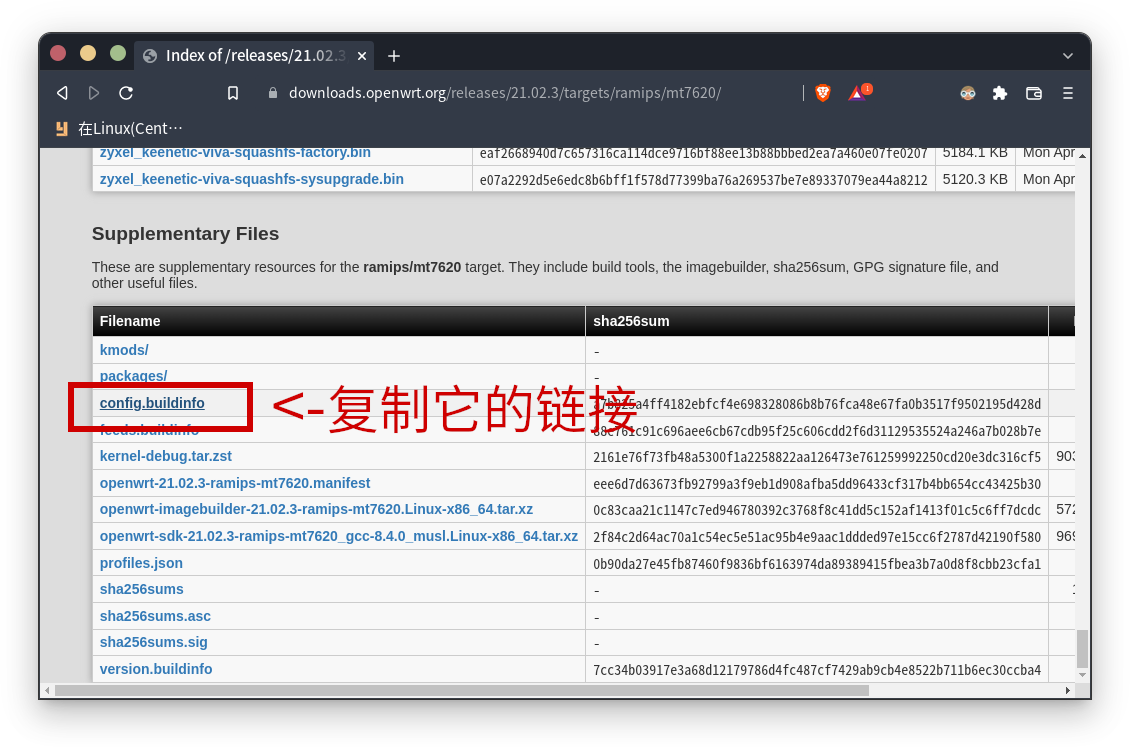 Index of /releases/21.02.3
downloads.openwrt.org/releases/21.02.3/targets/ramips/mt7620/
1
在Linux(Cent…
zyxel_keenetic-viva-squashfs-factory.bin eaf2668940d7c657316ca114dce9716bf88ee13b88bbbed2ea7a460e07fe0207 5184.1 KB Mon Apr
zyxel_keenetic-viva-squashfs-sysupgrade.bin e07a2292d5e6edc8b6bff1f578d77399ba76a269537be7e89337079ea44a8212 5120.3 KB Mon Apr
Supplementary Files
These are supplementary resources for the ramips/mt7620 target. They include build tools, the imagebuilder, sha256sum, GPG signature file, and
other useful files.
Filename sha256sum
kmods/ -
packages/ -
config.buildinfo
<-复制它的链接
feeds.buildinfo
kernel-debug.tar.zst 2161e76f73fb48a5300f1a2258822aa126473e761259992250cd20e3dc316cf5 903
openwrt-21.02.3-ramips-mt7620.manifest eee6d7d63673fb92799a3f9eb1d908afba5dd96433cf317b4bb654cc43425b30
openwrt-imagebuilder-21.02.3-ramips-mt7620.Linux-x86_64.tar.xz 0c83caa21c1147c7ed946780392c3768f8c41dd5c152af1413f01c5c6ff7dcdc 572
openwrt-sdk-21.02.3-ramips-mt7620_gcc-8.4.0_musl.Linux-x86_64.tar.xz 2f84c2d64ac70a1c54ec5e51ac95b4e9aac1ddded97e15cc6f2787d42190f580 969
profiles.json 0b90da27e45fb87460f9836bf6163974da89389415fbea3b7a0d8f8cbb23cfa1
sha256sums -
sha256sums.asc -
sha256sums.sig -
version.buildinfo 7cc34b03917e3a68d12179786d4fc487cf7429ab9cb4e8522b711b6ec30ccba4